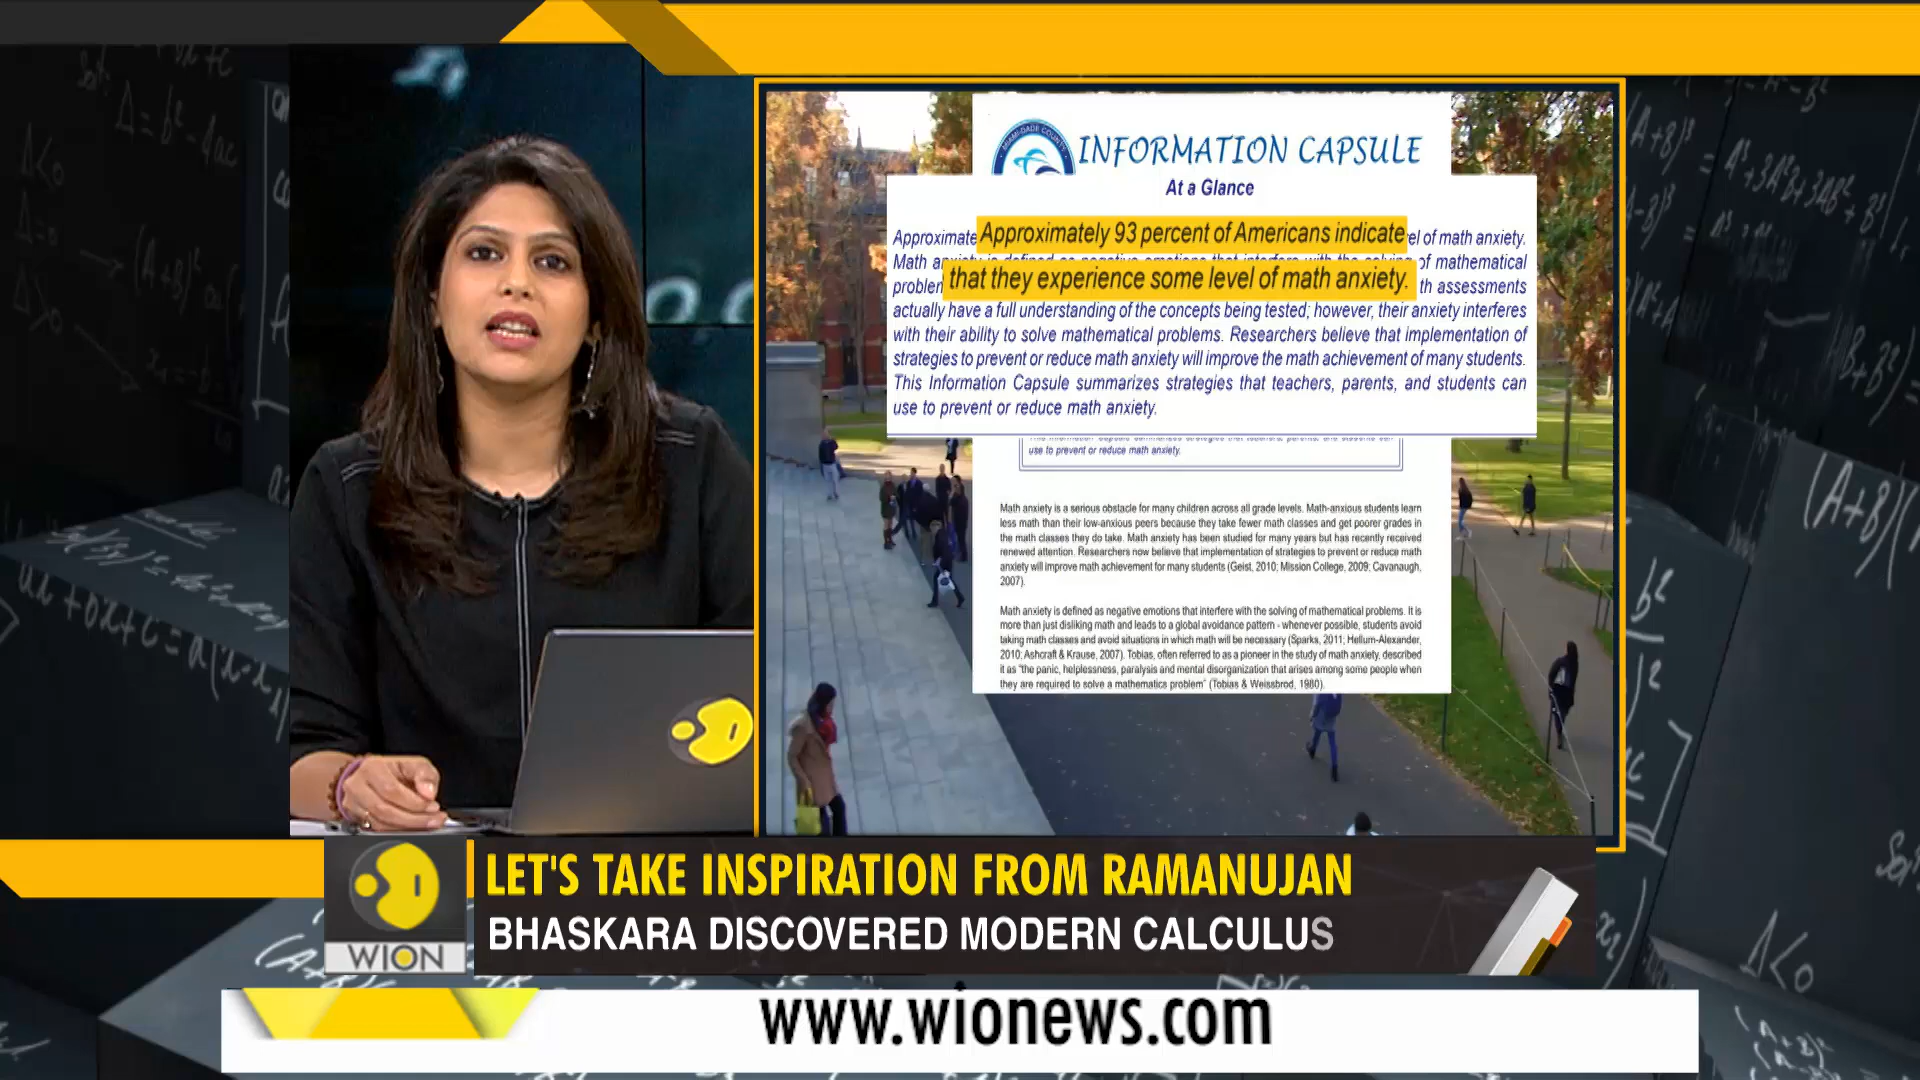 MIAMI-DADE COUNTY
INFORMATION CAPSULE
At a Glance
Approximate
Approximately 93 percent of Americans indicate
el of math anxiety.
that they experience some level of math anxiety.
of mathematical
problem
th assessments
actually have a full understanding of the concepts being tested; however, their anxiety interferes
with their ability to solve mathematical problems. Researchers believe that implementation of
strategies to prevent or reduce math anxiety will improve the math achievement of many students.
This Information Capsule summarizes strategies that teachers, parents, and students can
use to prevent or reduce math anxiety.
use to prevent or reduce math anxiety.
Math anxiety is a serious obstacle for many children across all grade levels. Math-anxious students learn
less math than their low-anxious peers because they take fewer math classes and get poorer grades in
the math classes they do take. Math anxiety has been studied for many years but has recently received
renewed attention. Researchers now believe that implementation of strategies to prevent or reduce math
anxiety will improve math achievement for many students (Geist, 2010; Mission College, 2009; Cavanaugh,
2007).
Math anxiety is defined as negative emotions that interfere with the solving of mathematical problems. It is
more than just disliking math and leads to a global avoidance pattern - whenever possible, students avoid
taking math classes and avoid situations in which math will be necessary (Sparks, 2011; Hellum-Alexander,
2010; Ashcraft & Krause, 2007). Tobias, often referred to as a pioneer in the study of math anxiety, described
it as "the panic, helplessness, paralysis and mental disorganization that arises among some people when
they are required to solve a mathematics problem" (Tobias & Weissbrod, 1980).
LET'S TAKE INSPIRATION FROM RAMANUJAN
BHASKARA DISCOVERED MODERN CALCULUS
WION
www.wionews.com